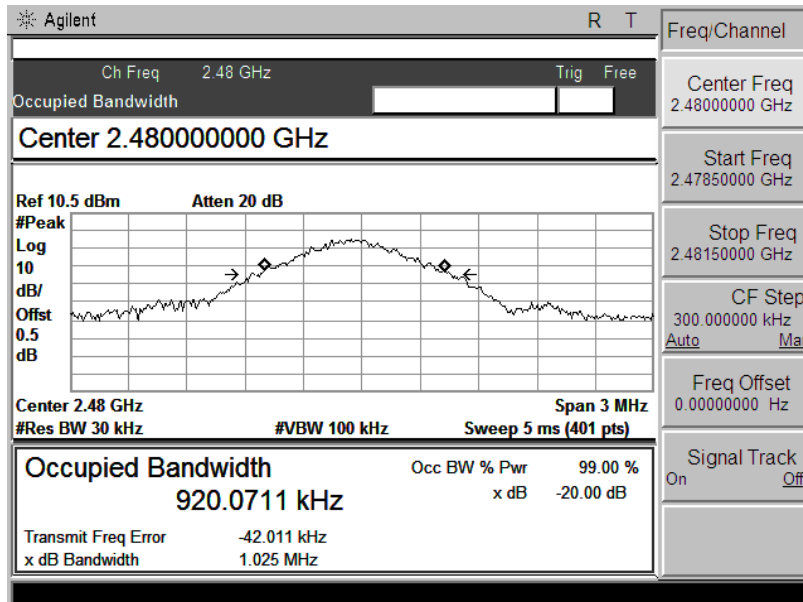 Agilent R T
Freq/Channel
Ch Freq 2.48 GHz Trig Free
Occupied Bandwidth
Center 2.480000000 GHz
Ref 10.5 dBm Atten 20 dB
#Peak
Log
10
dB/
Offst
0.5
dB
Center 2.48 GHz Span 3 MHz
#Res BW 30 kHz #VBW 100 kHz Sweep 5 ms (401 pts)
Occupied Bandwidth
920.0711 kHz
Occ BW % Pwr 99.00 %
x dB -20.00 dB
Transmit Freq Error -42.011 kHz
x dB Bandwidth 1.025 MHz
Center Freq
2.48000000 GHz
Start Freq
2.47850000 GHz
Stop Freq
2.48150000 GHz
CF Step
300.000000 kHz
Auto Ma
Freq Offset
0.00000000 Hz
Signal Track
On Off